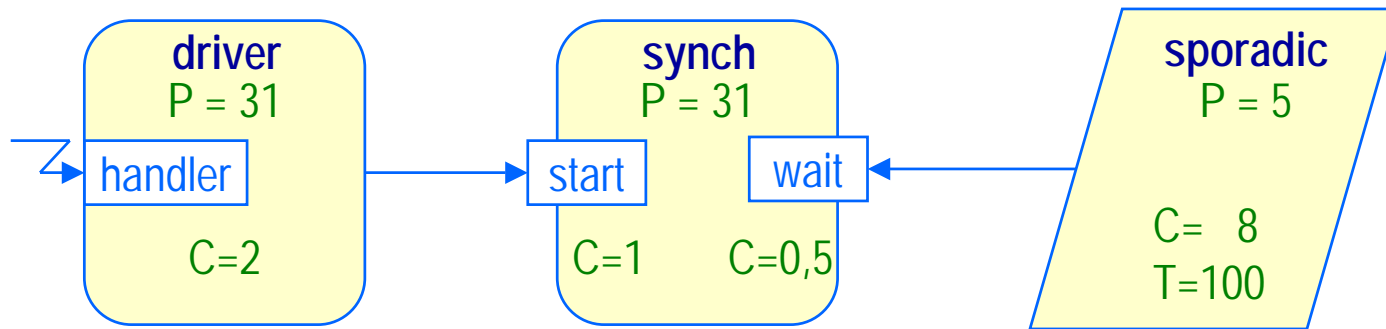 driver
P = 31
handler
C=2
synch
P = 31
start
wait
C=1
C=0,5
sporadic
P = 5
C= 8
T=100